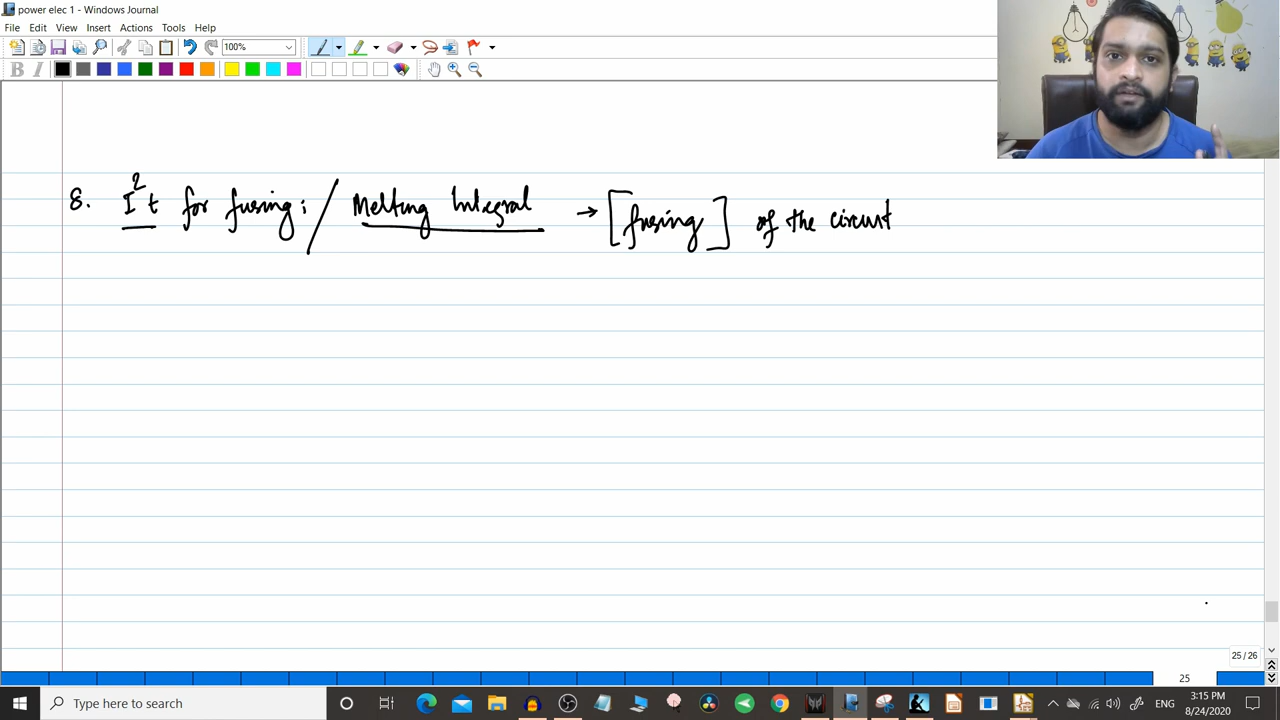 power elec 1 - Windows Journal
File Edit View Insert Actions Tools Help
100%
B I
8. I²t for fusing: / Melting Integral → [fusing] of the circuit
25 / 26
25
Type here to search
ENG
3:15 PM
8/24/2020